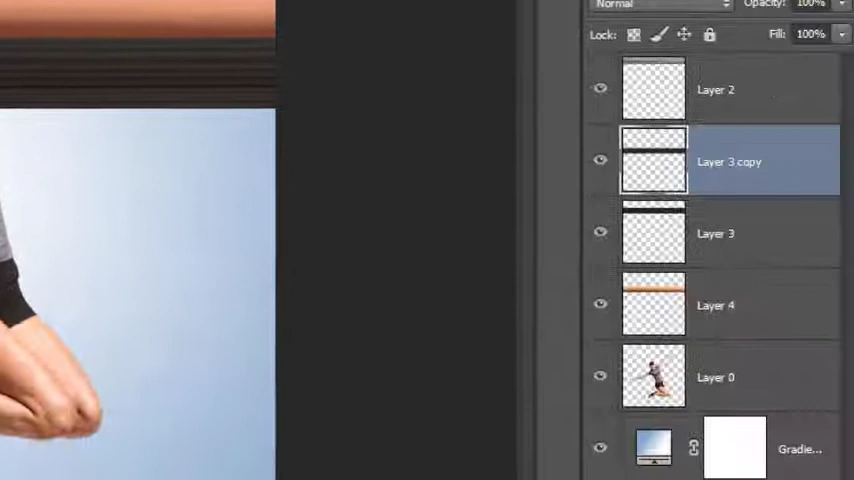 Normal Opacity: 100%
Lock: Fill: 100%
Layer 2
Layer 3 copy
Layer 3
Layer 4
Layer 0
Gradie...